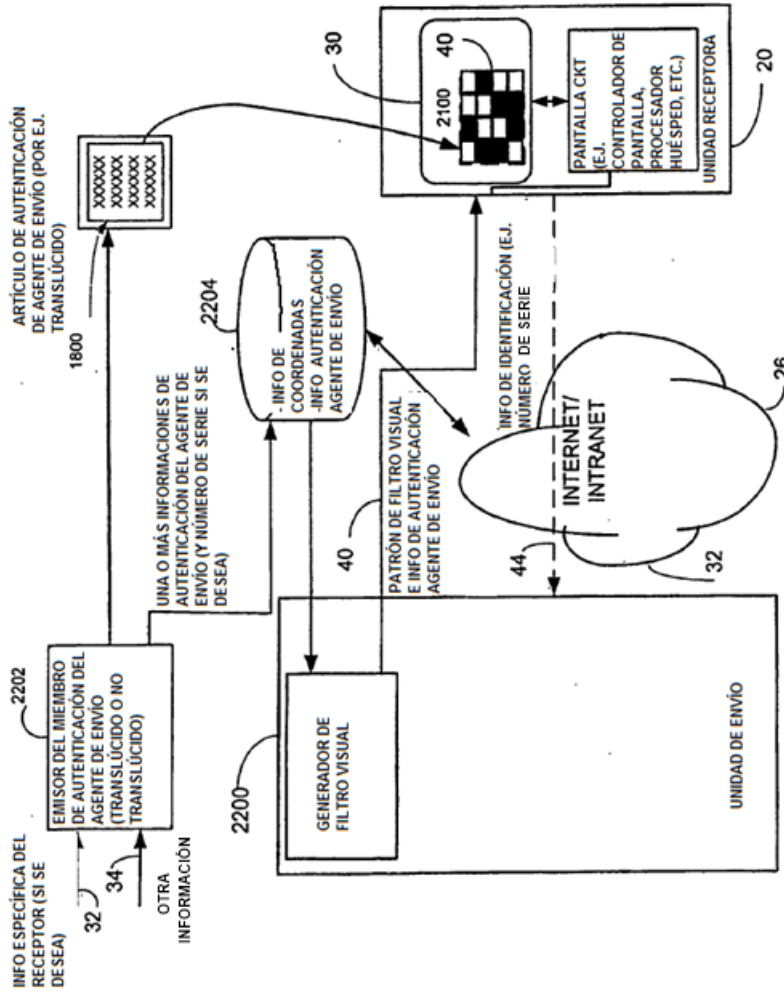 ARTÍCULO DE AUTENTICACIÓN
DE AGENTE DE ENVÍO (POR EJ.
TRANSLÚCIDO)
1800
XXXXXX
XXXXXX
XXXXXX
XXXXXX
INFO ESPECÍFICA DEL
RECEPTOR (SI SE
DESEA)
32
34
OTRA
INFORMACIÓN
2202
EMISOR DEL MIEMBRO
DE AUTENTICACIÓN DEL
AGENTE DE ENVÍO
(TRANSLÚCIDO O NO
TRANSLÚCIDO)
UNA O MÁS INFORMACIONES DE
AUTENTICACIÓN DEL AGENTE DE
ENVÍO (Y NÚMERO DE SERIE SI SE
DESEA)
2204
- INFO DE
COORDENADAS
-INFO AUTENTICACIÓN
AGENTE DE ENVÍO
30
2100
40
PANTALLA CKT
(EJ.
CONTROLADOR DE
PANTALLA,
PROCESADOR
HUÉSPED, ETC.)
UNIDAD RECEPTORA
20
2200
GENERADOR DE
FILTRO VISUAL
UNIDAD DE ENVÍO
40
PATRÓN DE FILTRO VISUAL
E INFO DE AUTENTICACIÓN
AGENTE DE ENVÍO
INFO DE IDENTIFICACIÓN (EJ.
NÚMERO DE SERIE
44
INTERNET/
INTRANET
32
26